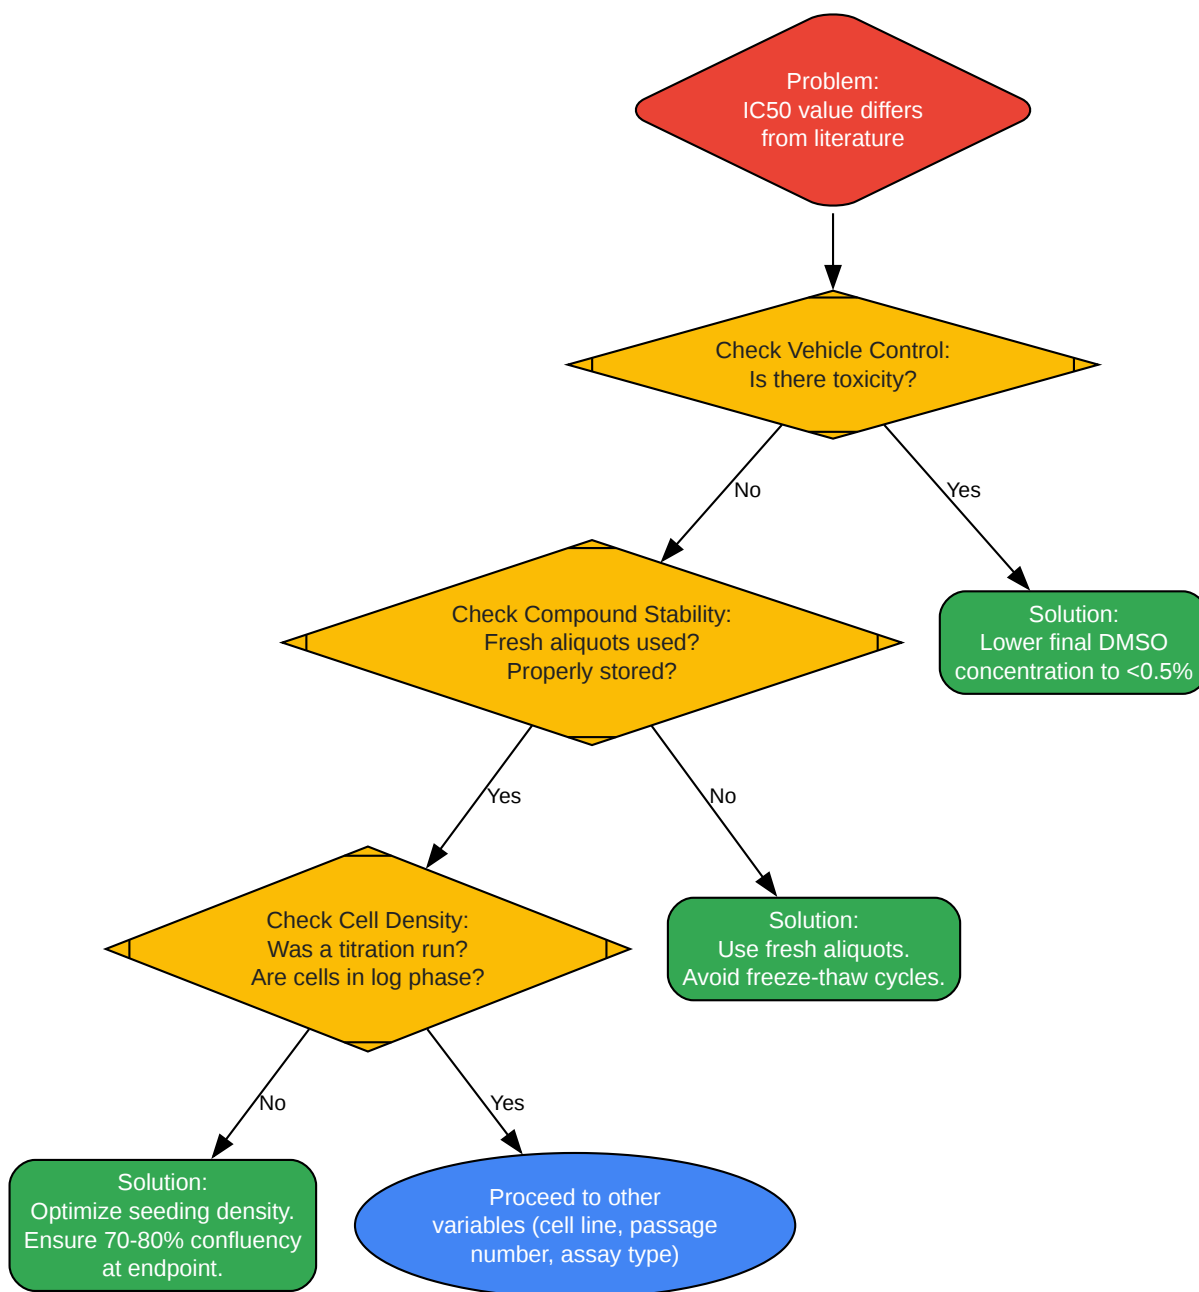 Problem:
IC50 value differs
from literature
Check Vehicle Control:
Is there toxicity?
No
Yes
Check Compound Stability:
Fresh aliquots used?
Properly stored?
Solution:
Lower final DMSO
concentration to <0.5%
Yes
No
Check Cell Density:
Was a titration run?
Are cells in log phase?
Solution:
Use fresh aliquots.
Avoid freeze-thaw cycles.
No
Yes
Solution:
Optimize seeding density.
Ensure 70-80% confluency
at endpoint.
Proceed to other
variables (cell line, passage
number, assay type)